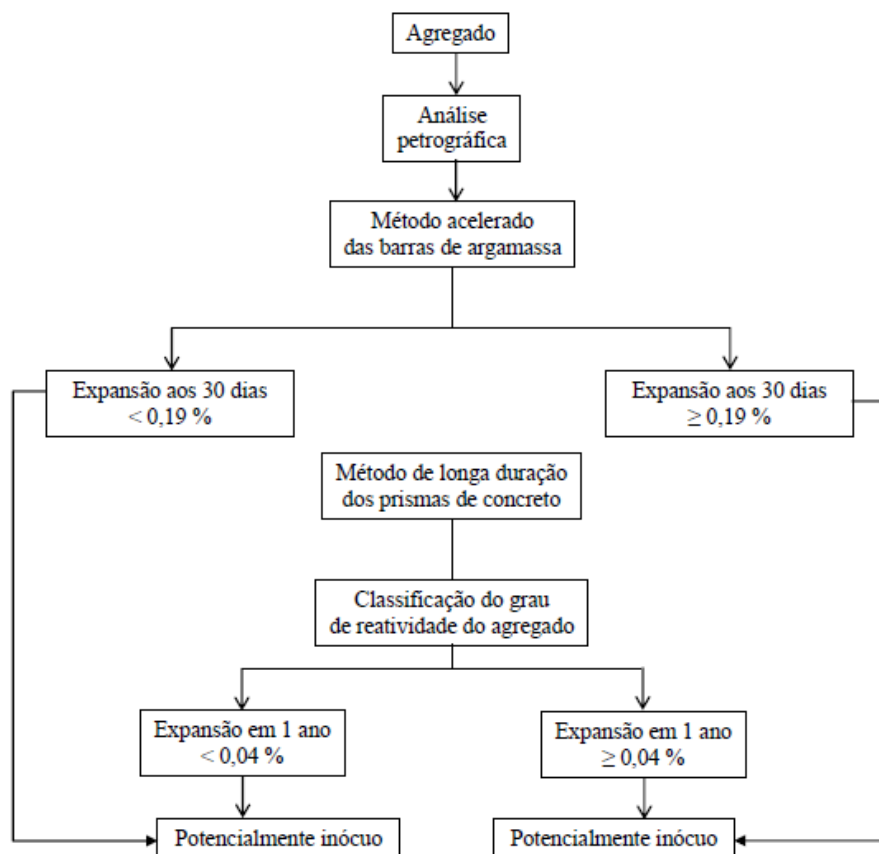 Agregado
Análise
petrográfica
Método acelerado
das barras de argamassa
Expansão aos 30 dias
< 0,19 %
Expansão aos 30 dias
≥ 0,19 %
Método de longa duração
dos prismas de concreto
Classificação do grau
de reatividade do agregado
Expansão em 1 ano
< 0,04 %
Expansão em 1 ano
≥ 0,04 %
Potencialmente inócuo
Potencialmente inócuo